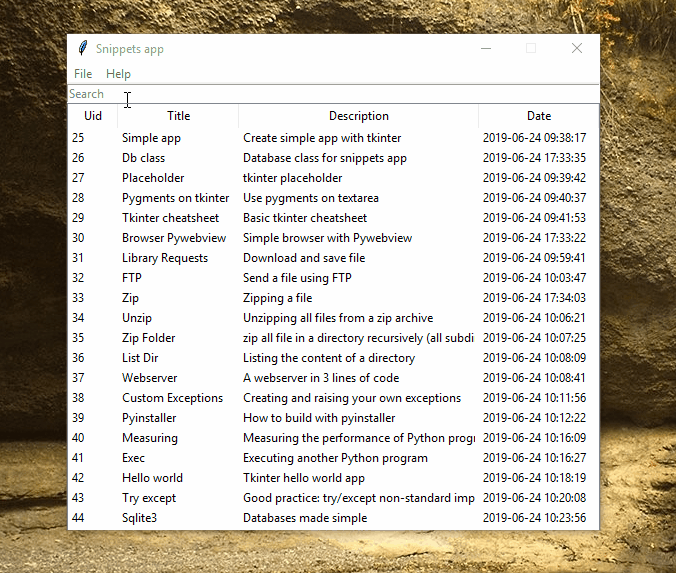 Snippets app
File Help
Search
Uid Title Description Date
25 Simple app Create simple app with tkinter 2019-06-24 09:38:17
26 Db class Database class for snippets app 2019-06-24 17:33:35
27 Placeholder tkinter placeholder 2019-06-24 09:39:42
28 Pygments on tkinter Use pygments on textarea 2019-06-24 09:40:37
29 Tkinter cheatsheet Basic tkinter cheatsheet 2019-06-24 09:41:53
30 Browser Pywebview Simple browser with Pywebview 2019-06-24 17:33:22
31 Library Requests Download and save file 2019-06-24 09:59:41
32 FTP Send a file using FTP 2019-06-24 10:03:47
33 Zip Zipping a file 2019-06-24 17:34:03
34 Unzip Unzipping all files from a zip archive 2019-06-24 10:06:21
35 Zip Folder zip all file in a directory recursively (all subdi 2019-06-24 10:07:25
36 List Dir Listing the content of a directory 2019-06-24 10:08:09
37 Webserver A webserver in 3 lines of code 2019-06-24 10:08:41
38 Custom Exceptions Creating and raising your own exceptions 2019-06-24 10:11:56
39 Pyinstaller How to build with pyinstaller 2019-06-24 10:12:22
40 Measuring Measuring the performance of Python progr 2019-06-24 10:16:09
41 Exec Executing another Python program 2019-06-24 10:16:27
42 Hello world Tkinter hello world app 2019-06-24 10:18:19
43 Try except Good practice: try/except non-standard imp 2019-06-24 10:20:08
44 Sqlite3 Databases made simple 2019-06-24 10:23:56